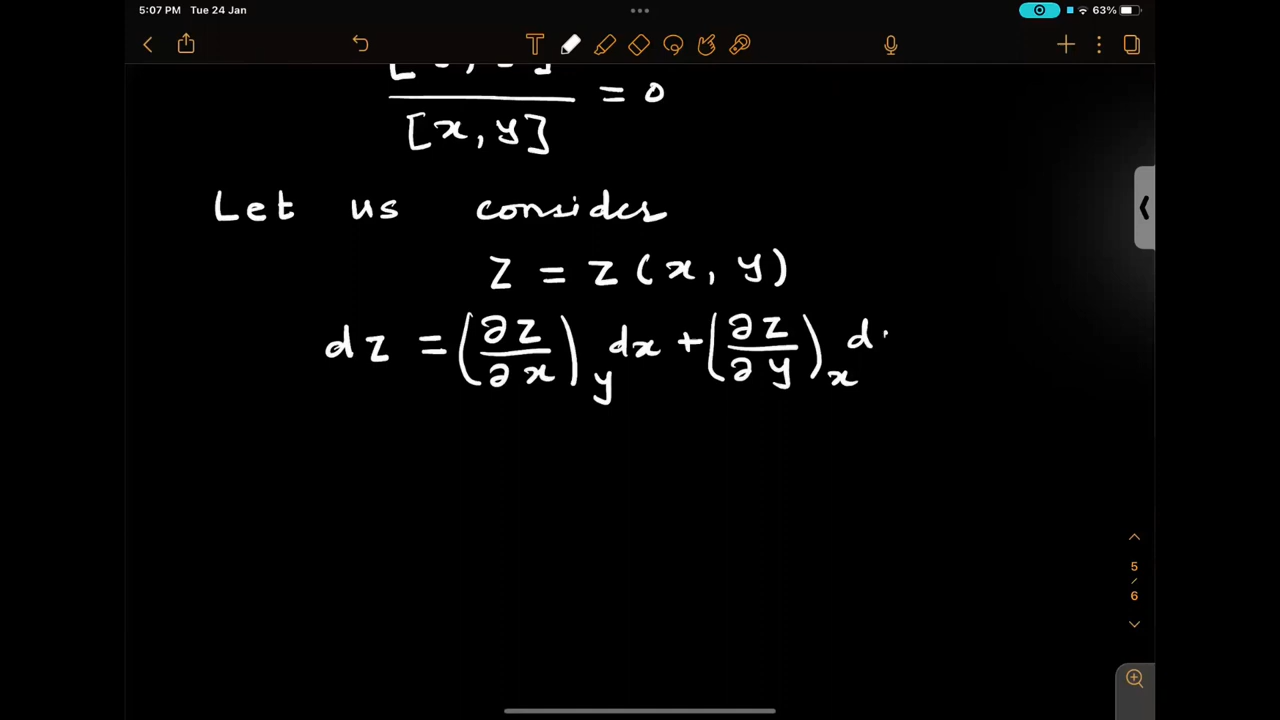 5:07 PM Tue 24 Jan 63%
= 0
[x, y]
Let us consider
z = z(x, y)
dz = (∂z/∂x)_y dx + (∂z/∂y)_x d
5
/
6